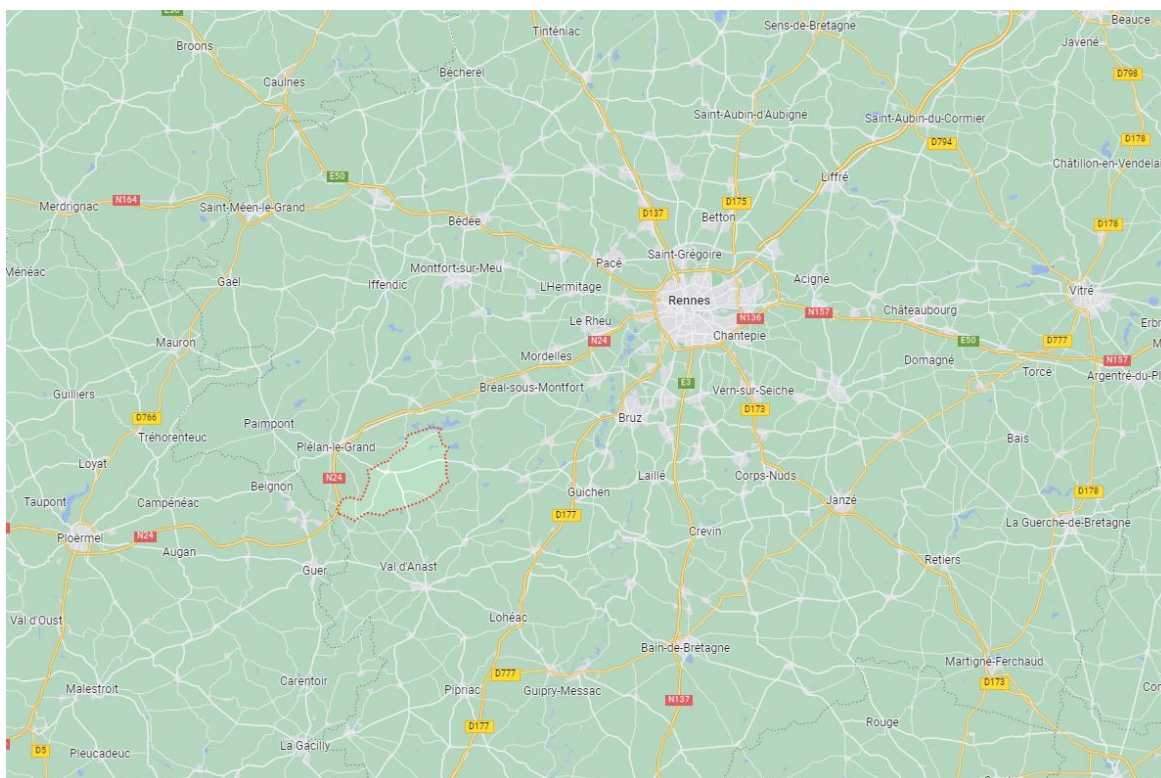 E50
Beauce
Broons
Tinténiac
Sens-de-Bretagne
Javené
Bécherel
D798
Caulnes
Saint-Aubin-d'Aubigné
Saint-Aubin-du-Cormier
D178
D794
Châtillon-en-Vendelai
E50
Liffré
Merdrignac
N164
Saint-Méen-le-Grand
D175
D137
Betton
Bédée
D178
Saint-Grégoire
Pacé
Ménéac
Montfort-sur-Meu
Acigné
Gaël
Iffendic
L'Hermitage
Vitré
Rennes
Châteaubourg
N136
N157
Le Rheu
Erbr
Chantepie
N24
E50
D777
Mauron
Mordelles
Domagné
N157
Torcé
Argentré-du-Pl
E3
Bréal-sous-Montfort
Vern-sur-Seiche
Guilliers
D173
D766
Paimpont
Bruz
Tréhorenteuc
Bais
Plélan-le-Grand
Loyat
N24
Laillé
Corps-Nuds
Beignon
Guichen
D178
Taupont
Campénéac
Janzé
D177
La Guerche-de-Bretagne
Crevin
Ploërmel
N24
Augan
Retiers
Guer
Val d'Anast
Lohéac
Val d'Oust
Bain-de-Bretagne
Martigné-Ferchaud
D777
Carentoir
D173
Malestroit
Pipriac
Guipry-Messac
Con
N137
Rouge
D177
La Gacilly
D5
Pleucadeuc